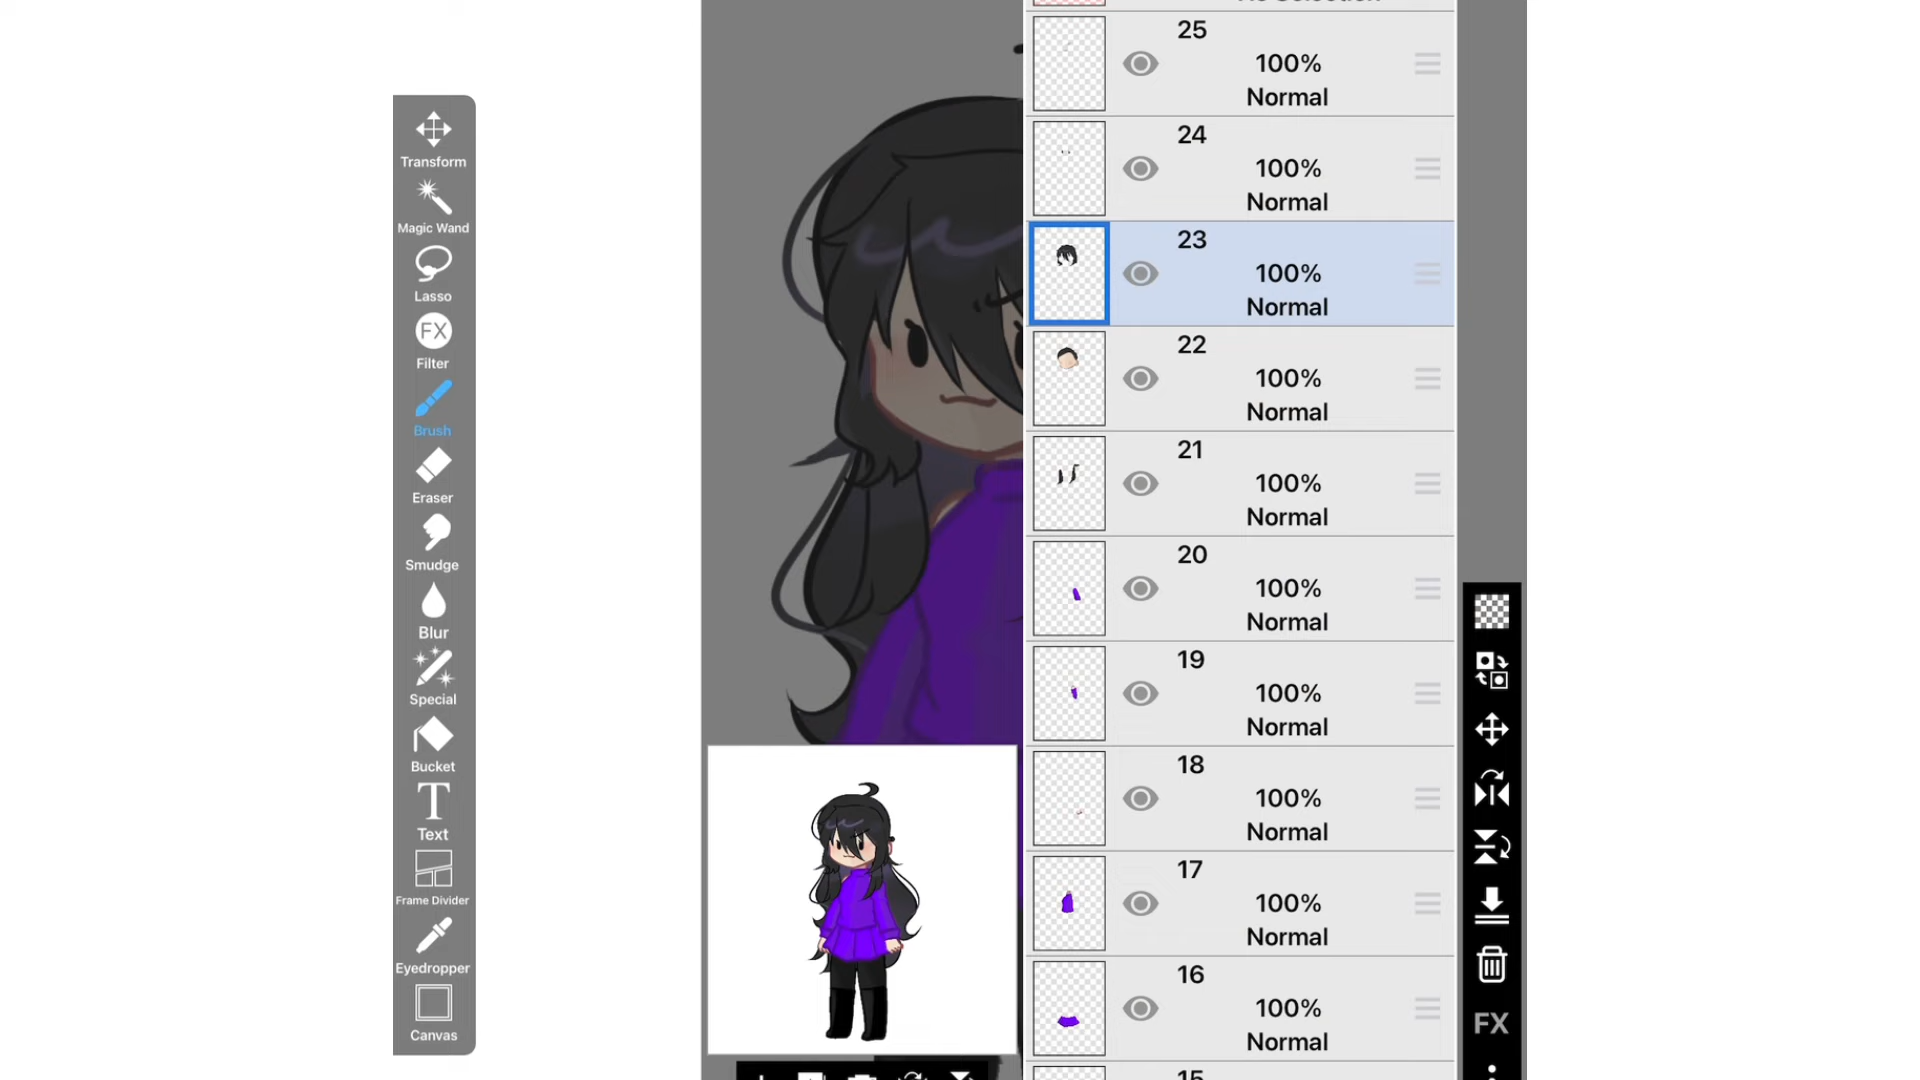 Transform
Magic Wand
Lasso
FX
Filter
Brush
Eraser
Smudge
Blur
Special
Bucket
T
Text
Frame Divider
Eyedropper
Canvas
No Selection
25
100%
Normal
24
100%
Normal
23
100%
Normal
22
100%
Normal
21
100%
Normal
20
100%
Normal
19
100%
Normal
18
100%
Normal
17
100%
Normal
16
100%
Normal
15
FX